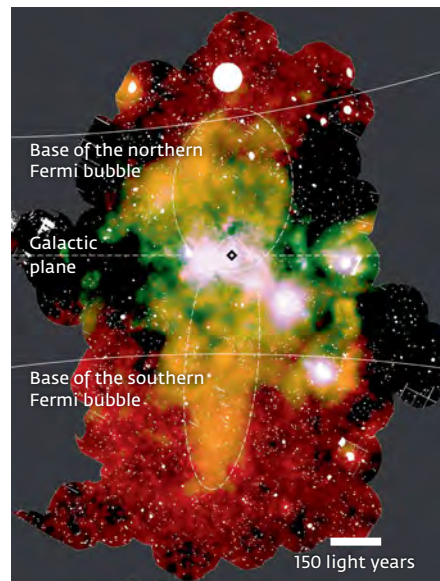 Base of the northern
Fermi bubble
Galactic
plane
Base of the southern
Fermi bubble
150 light years